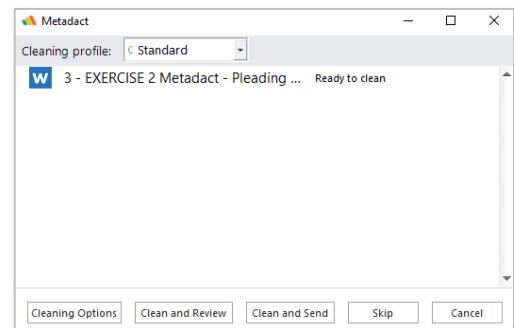 Metadact
Cleaning profile: C Standard
W 3 - EXERCISE 2 Metadact - Pleading ... Ready to clean
Cleaning Options Clean and Review Clean and Send Skip Cancel